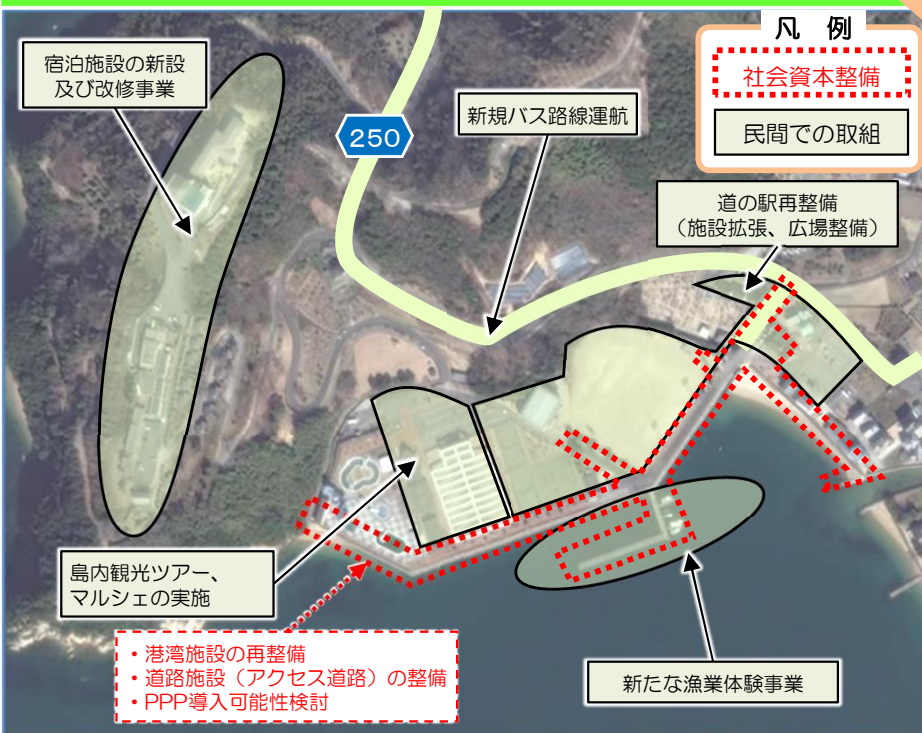 凡 例
社会資本整備
民間での取組
宿泊施設の新設
及び改修事業
250
新規バス路線運航
道の駅再整備
（施設拡張、広場整備）
島内観光ツアー、
マルシェの実施
・港湾施設の再整備
・道路施設（アクセス道路）の整備
・PPP導入可能性検討
新たな漁業体験事業